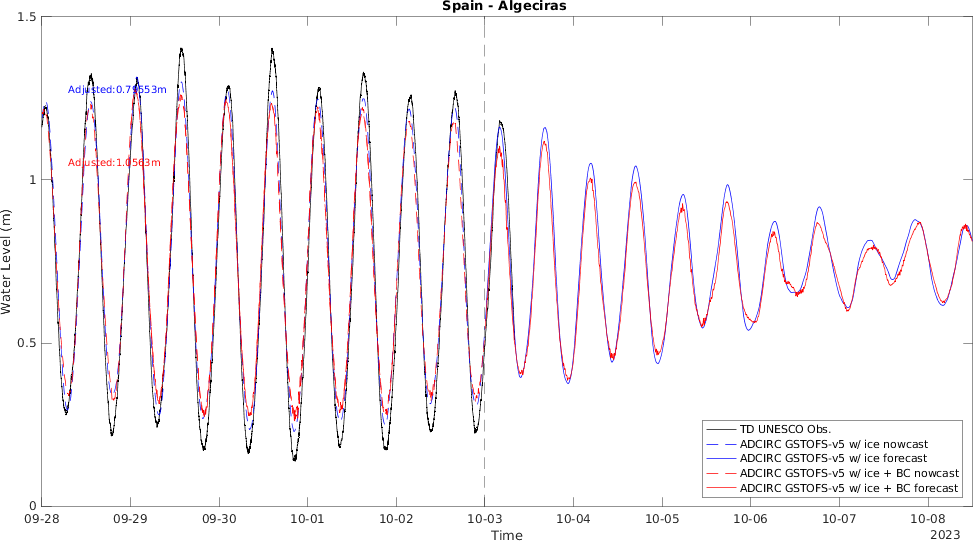 Spain - Algeciras
1.5
Adjusted:0.79553m
Adjusted:1.0563m
1
0.5
0
Water Level (m)
TD UNESCO Obs.
ADCIRC GSTOFS-v5 w/ ice nowcast
ADCIRC GSTOFS-v5 w/ ice forecast
ADCIRC GSTOFS-v5 w/ ice + BC nowcast
ADCIRC GSTOFS-v5 w/ ice + BC forecast
09-28 09-29 09-30 10-01 10-02 10-03 10-04 10-05 10-06 10-07 10-08
Time
2023